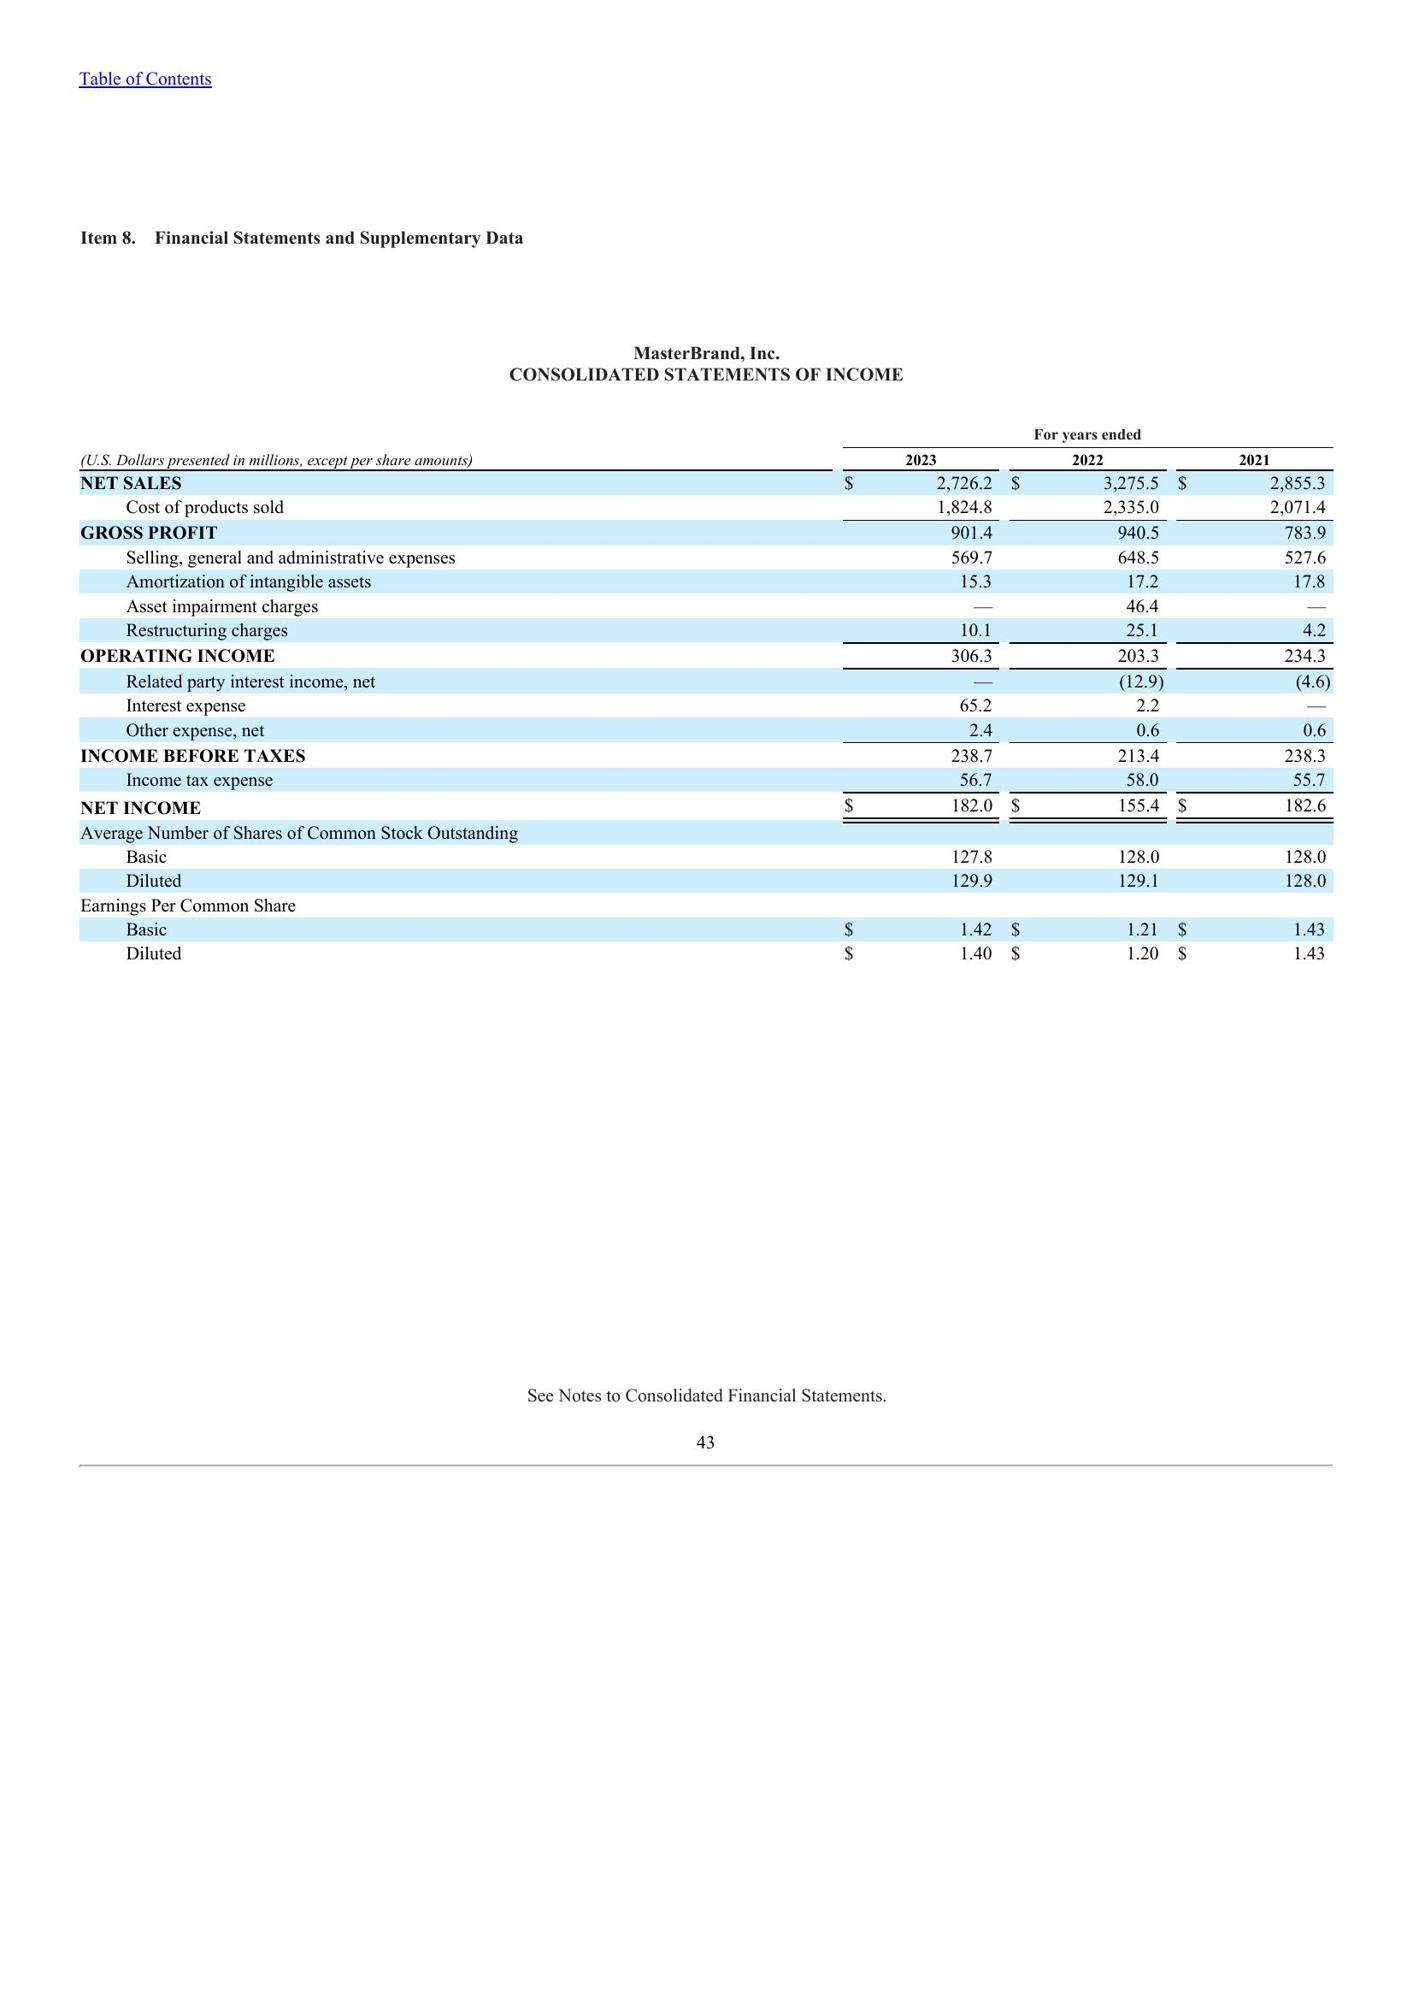 Table of Contents
Item 8. Financial Statements and Supplementary Data
MasterBrand, Inc.
CONSOLIDATED STATEMENTS OF INCOME
For years ended
(U.S. Dollars presented in millions, except per share amounts) 2023 2022 2021
NET SALES $ 2,726.2 $ 3,275.5 $ 2,855.3
Cost of products sold 1,824.8 2,335.0 2,071.4
GROSS PROFIT 901.4 940.5 783.9
Selling, general and administrative expenses 569.7 648.5 527.6
Amortization of intangible assets 15.3 17.2 17.8
Asset impairment charges — 46.4 —
Restructuring charges 10.1 25.1 4.2
OPERATING INCOME 306.3 203.3 234.3
Related party interest income, net — (12.9) (4.6)
Interest expense 65.2 2.2 —
Other expense, net 2.4 0.6 0.6
INCOME BEFORE TAXES 238.7 213.4 238.3
Income tax expense 56.7 58.0 55.7
NET INCOME $ 182.0 $ 155.4 $ 182.6
Average Number of Shares of Common Stock Outstanding
Basic 127.8 128.0 128.0
Diluted 129.9 129.1 128.0
Earnings Per Common Share
Basic $ 1.42 $ 1.21 $ 1.43
Diluted $ 1.40 $ 1.20 $ 1.43
See Notes to Consolidated Financial Statements.
43